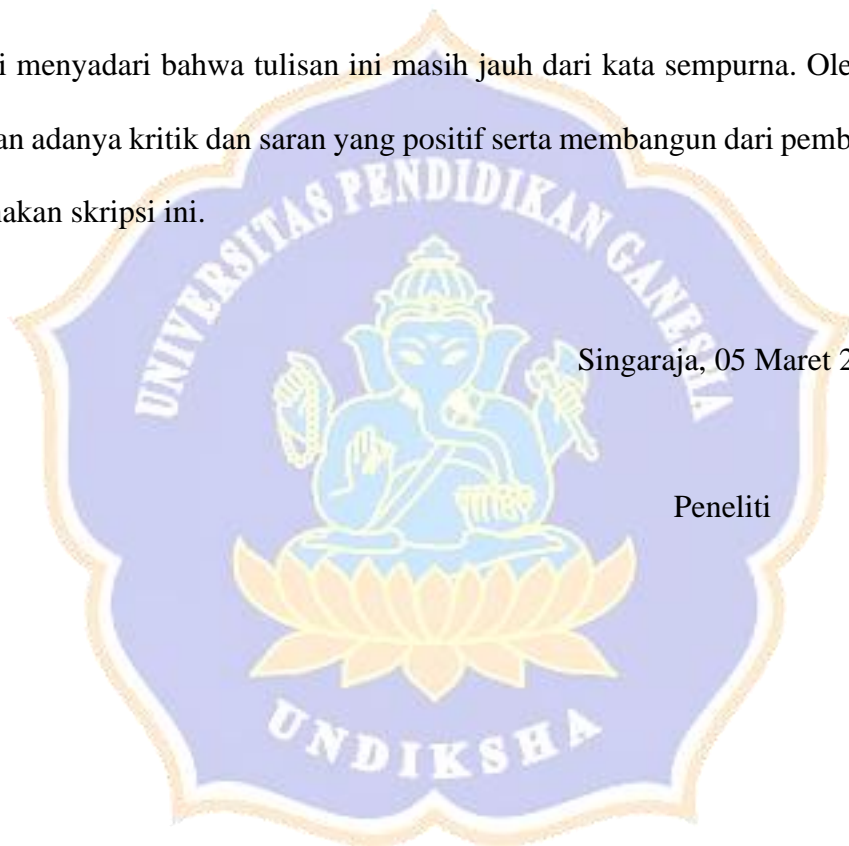 i menyadari bahwa tulisan ini masih jauh dari kata sempurna. Ole
an adanya kritik dan saran yang positif serta membangun dari pemb
nakan skripsi ini.
UNIVERSITAS PENDIDIKAN GANESHA
Singaraja, 05 Maret 2
Peneliti
UNDIKSHA